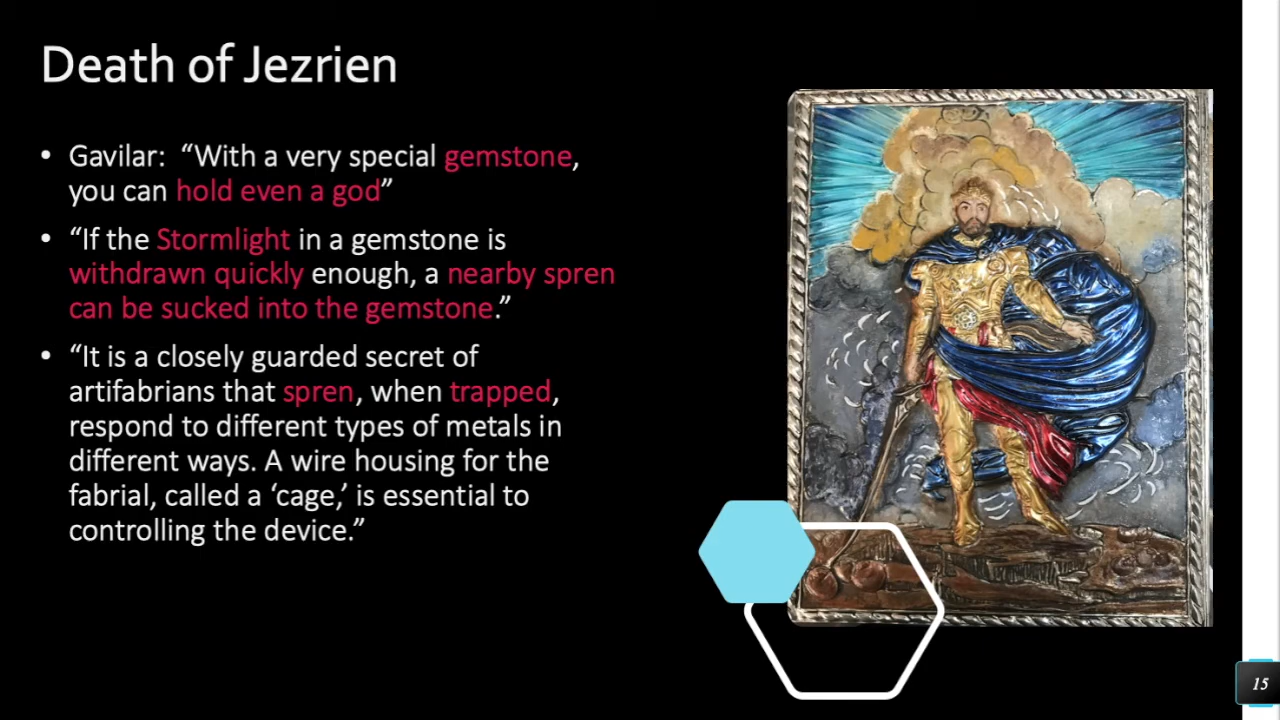 Death of Jezrien
• Gavilar:  “With a very special gemstone,
you can hold even a god”
• “If the Stormlight in a gemstone is
withdrawn quickly enough, a nearby spren
can be sucked into the gemstone.”
• “It is a closely guarded secret of
artifabrians that spren, when trapped,
respond to different types of metals in
different ways. A wire housing for the
fabrial, called a ‘cage,’ is essential to
controlling the device.”
15